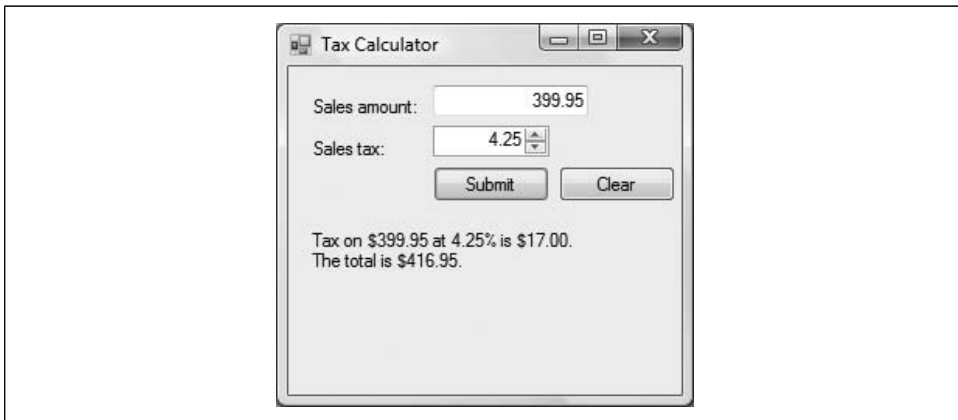 Tax Calculator
Sales amount: 399.95
Sales tax: 4.25
Submit Clear
Tax on $399.95 at 4.25% is $17.00.
The total is $416.95.